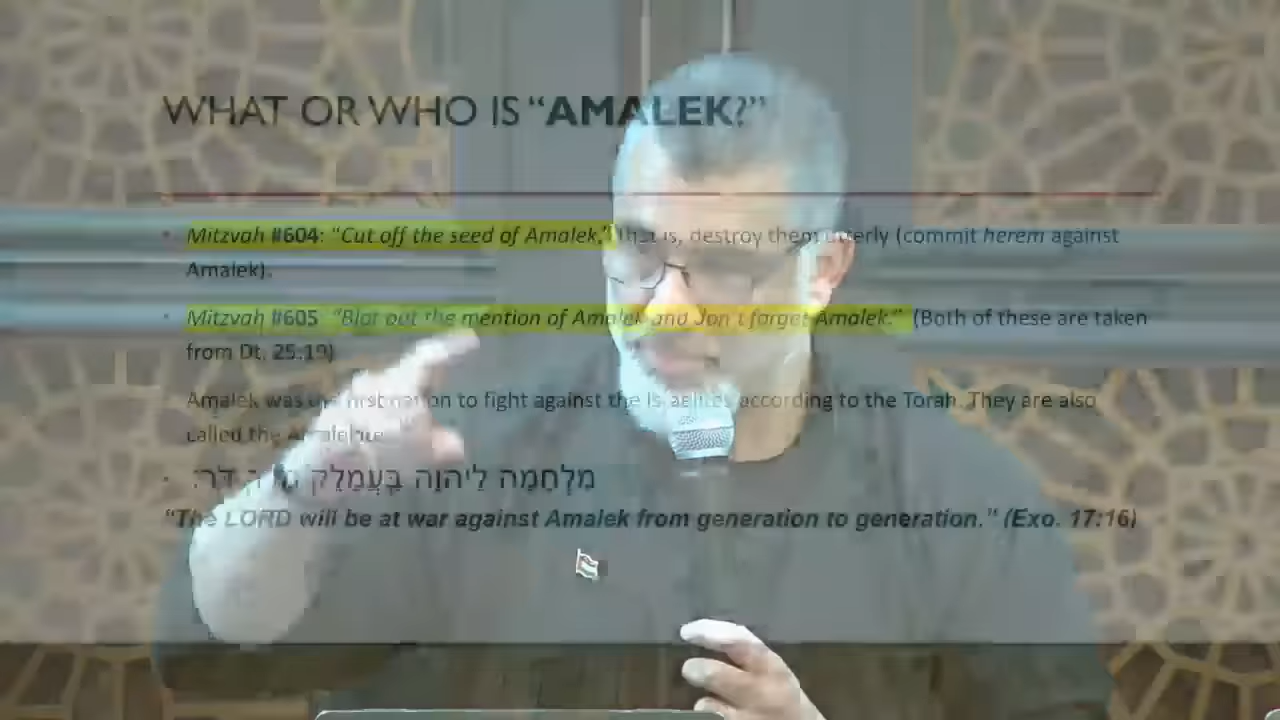 WHAT OR WHO IS “AMALEK?”
• Mitzvah #604: “Cut off the seed of Amalek,” that is, destroy them utterly (commit herem against
Amalek).
• Mitzvah #605 “Blot out the mention of Amalek and Don’t forget Amalek.” (Both of these are taken
from Dt. 25:19)
Amalek was the first nation to fight against the Israelites according to the Torah. They are also
called the Amalekite
• מִלְחָמָה לַיהוָה בַּעֲמָלֵק דֹּר׃
“The LORD will be at war against Amalek from generation to generation.” (Exo. 17:16)